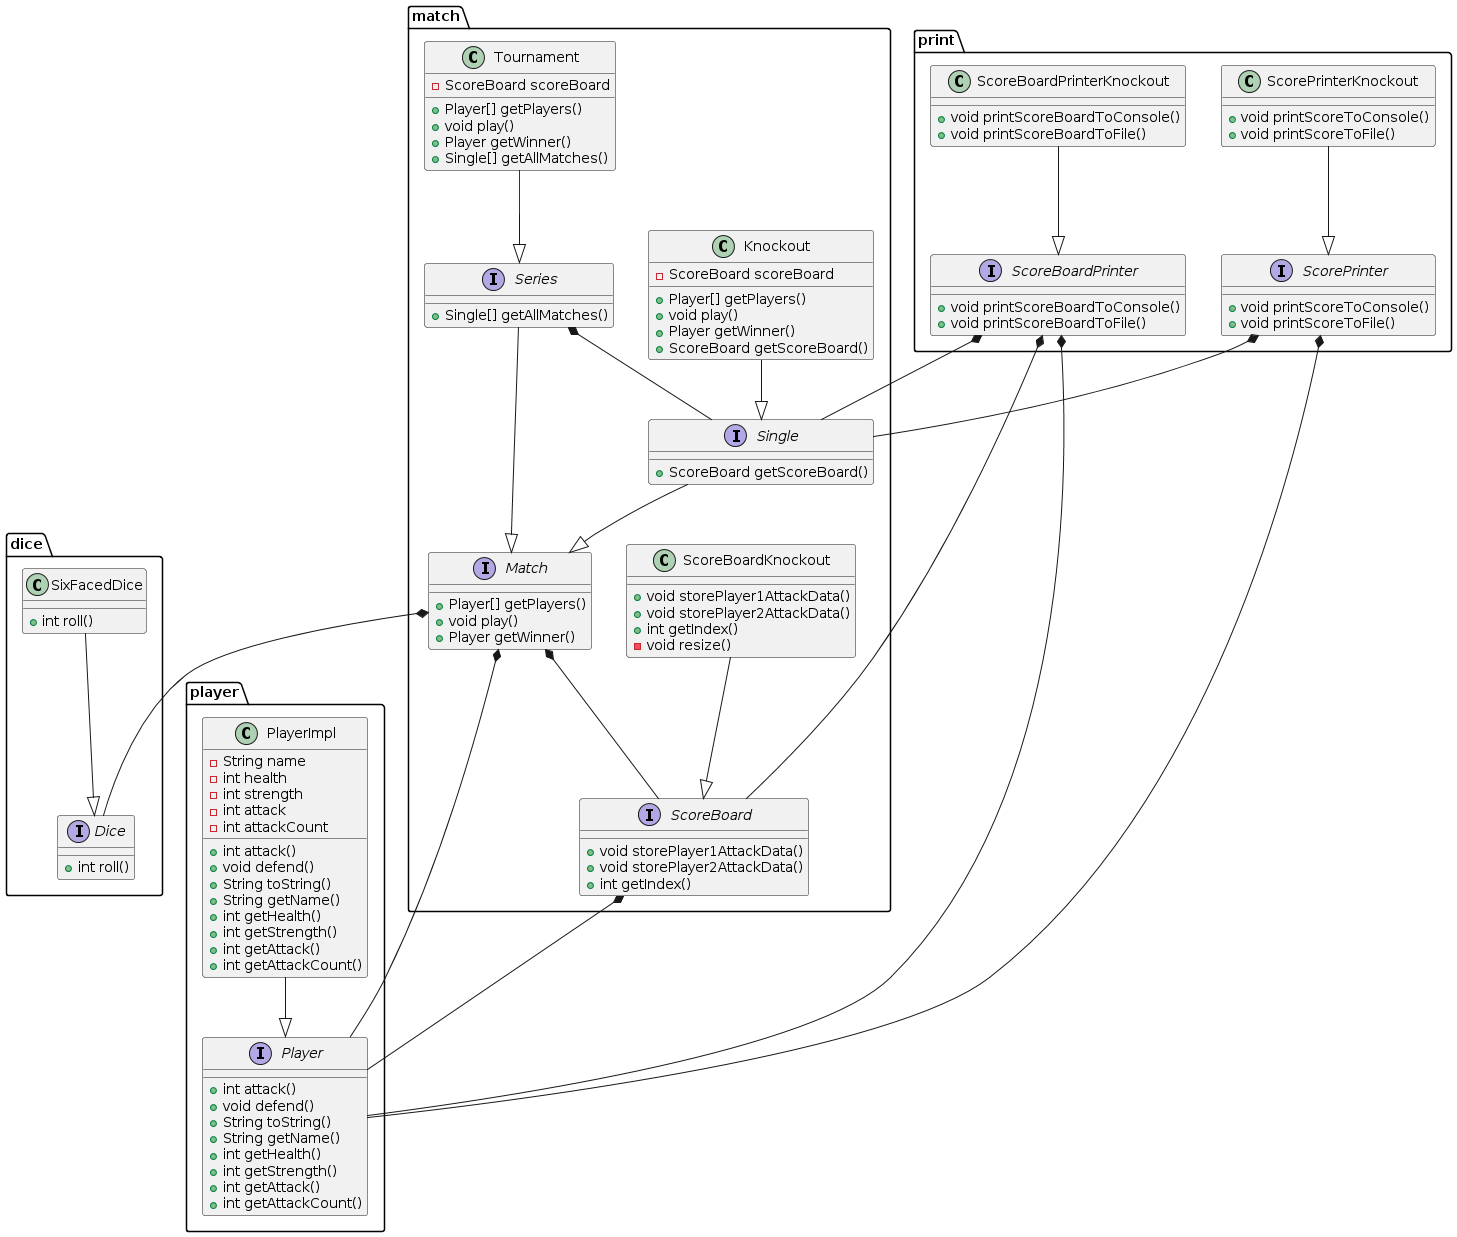 match
C Tournament
ScoreBoard scoreBoard
Player[] getPlayers()
void play()
Player getWinner()
Single[] getAllMatches()
I Series
Single[] getAllMatches()
C Knockout
ScoreBoard scoreBoard
Player[] getPlayers()
void play()
Player getWinner()
ScoreBoard getScoreBoard()
I Single
ScoreBoard getScoreBoard()
I Match
Player[] getPlayers()
void play()
Player getWinner()
C ScoreBoardKnockout
void storePlayer1AttackData()
void storePlayer2AttackData()
int getIndex()
void resize()
I ScoreBoard
void storePlayer1AttackData()
void storePlayer2AttackData()
int getIndex()
print
C ScoreBoardPrinterKnockout
void printScoreBoardToConsole()
void printScoreBoardToFile()
C ScorePrinterKnockout
void printScoreToConsole()
void printScoreToFile()
I ScoreBoardPrinter
void printScoreBoardToConsole()
void printScoreBoardToFile()
I ScorePrinter
void printScoreToConsole()
void printScoreToFile()
dice
C SixFacedDice
int roll()
I Dice
int roll()
player
C PlayerImpl
String name
int health
int strength
int attack
int attackCount
int attack()
void defend()
String toString()
String getName()
int getHealth()
int getStrength()
int getAttack()
int getAttackCount()
I Player
int attack()
void defend()
String toString()
String getName()
int getHealth()
int getStrength()
int getAttack()
int getAttackCount()